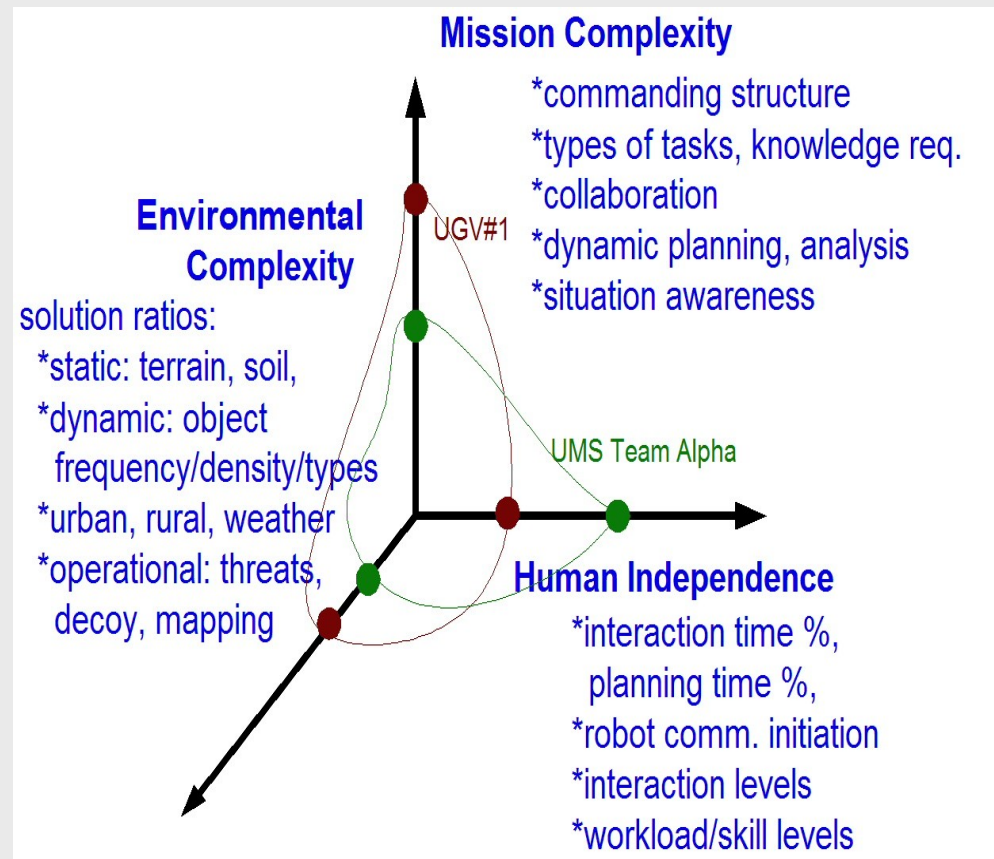 Mission Complexity
*commanding structure
*types of tasks, knowledge req.
*collaboration
*dynamic planning, analysis
*situation awareness
UGV#1
Environmental
Complexity
solution ratios:
*static: terrain, soil,
*dynamic: object
frequency/density/types
*urban, rural, weather
*operational: threats,
decoy, mapping
UMS Team Alpha
Human Independence
*interaction time %,
planning time %,
*robot comm. initiation
*interaction levels
*workload/skill levels